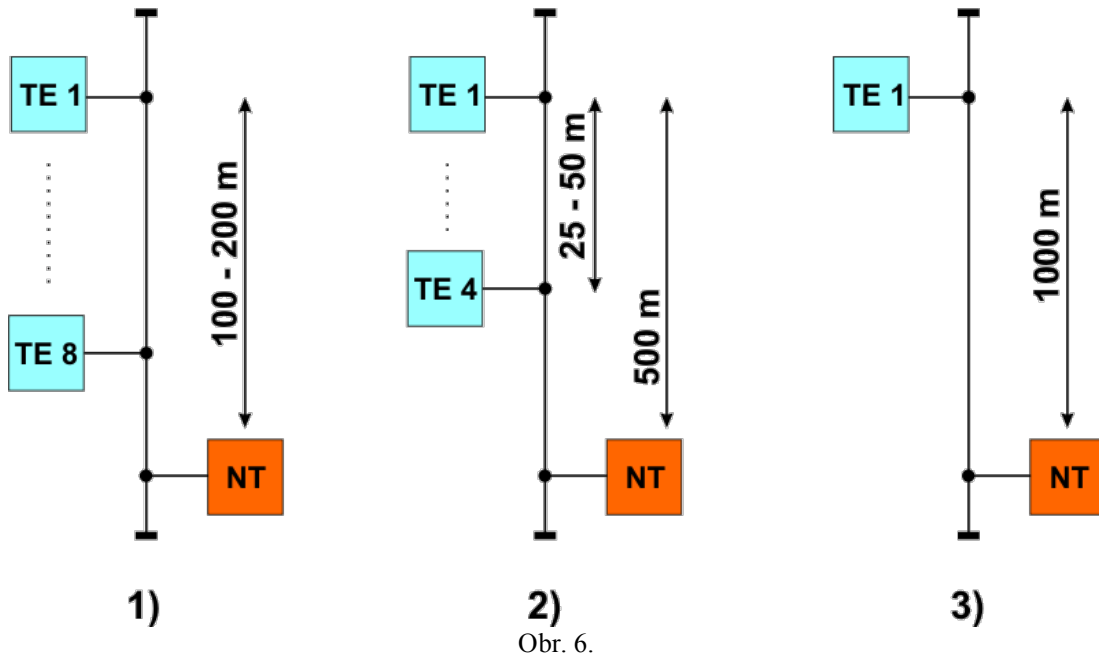 TE 1
TE 8
100 - 200 m
NT
1)
TE 1
TE 4
25 - 50 m
500 m
NT
2)
TE 1
1000 m
NT
3)
Obr. 6.